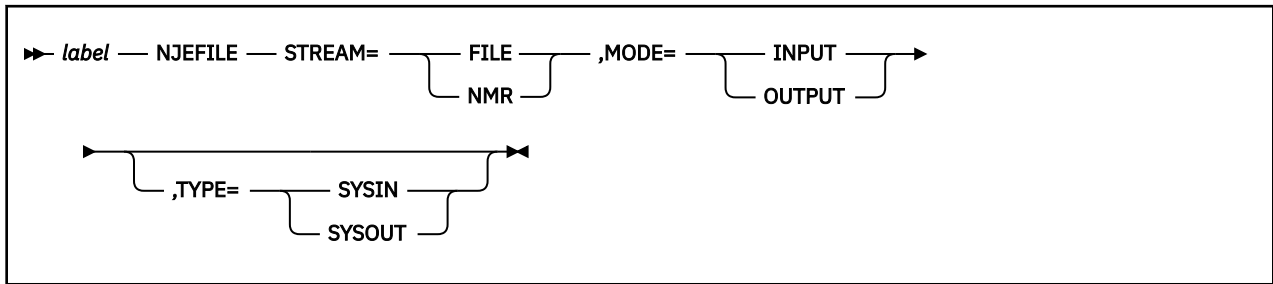 label NJEFILE STREAM= FILE ,MODE= INPUT
NMR OUTPUT
,TYPE= SYSIN
SYSOUT